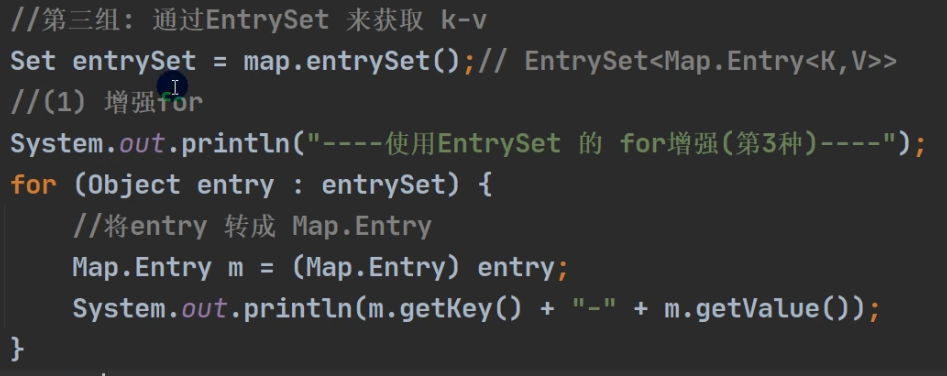 //第三组: 通过EntrySet 来获取 k-v
Set entrySet = map.entrySet();// EntrySet<Map.Entry<K,V>>
//(1) 增强for
System.out.println("----使用EntrySet 的 for增强(第3种)----");
for (Object entry : entrySet) {
    //将entry 转成 Map.Entry
    Map.Entry m = (Map.Entry) entry;
    System.out.println(m.getKey() + "-" + m.getValue());
}